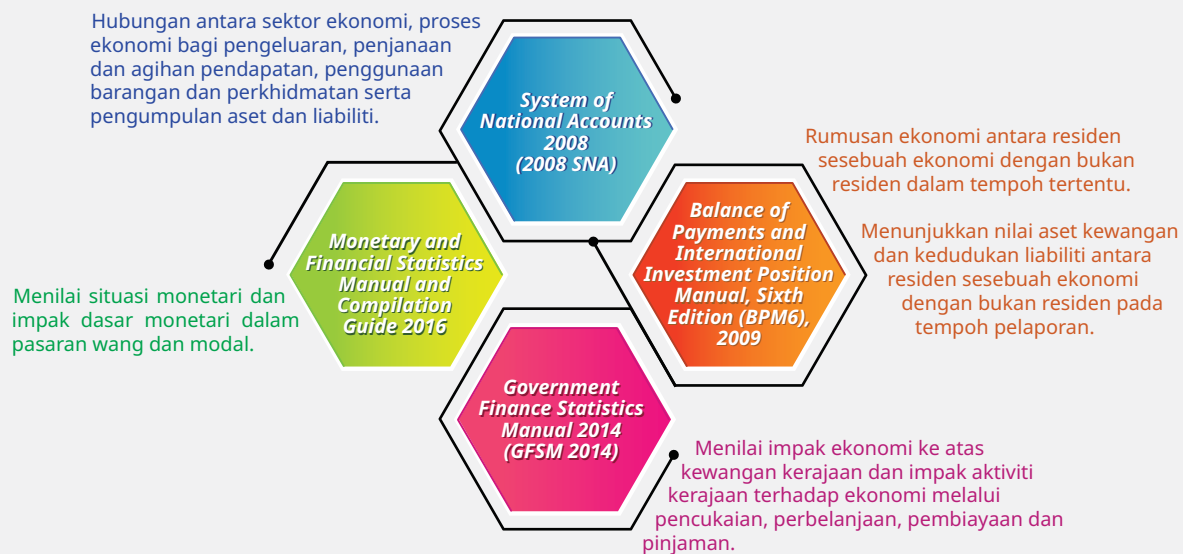 Hubungan antara sektor ekonomi, proses
ekonomi bagi pengeluaran, penjanaan
dan agihan pendapatan, penggunaan
barangan dan perkhidmatan serta
pengumpulan aset dan liabiliti.
System of
National Accounts
2008
(2008 SNA)
Rumusan ekonomi antara residen
sesebuah ekonomi dengan bukan
residen dalam tempoh tertentu.
Menunjukkan nilai aset kewangan
dan kedudukan liabiliti antara
residen sesebuah ekonomi
dengan bukan residen pada
tempoh pelaporan.
Balance of
Payments and
International
Investment Position
Manual, Sixth
Edition (BPM6),
2009
Monetary and
Financial Statistics
Manual and
Compilation
Guide 2016
Menilai situasi monetari dan
impak dasar monetari dalam
pasaran wang dan modal.
Government
Finance Statistics
Manual 2014
(GFSM 2014)
Menilai impak ekonomi ke atas
kewangan kerajaan dan impak aktiviti
kerajaan terhadap ekonomi melalui
pencukaian, perbelanjaan, pembiayaan dan
pinjaman.